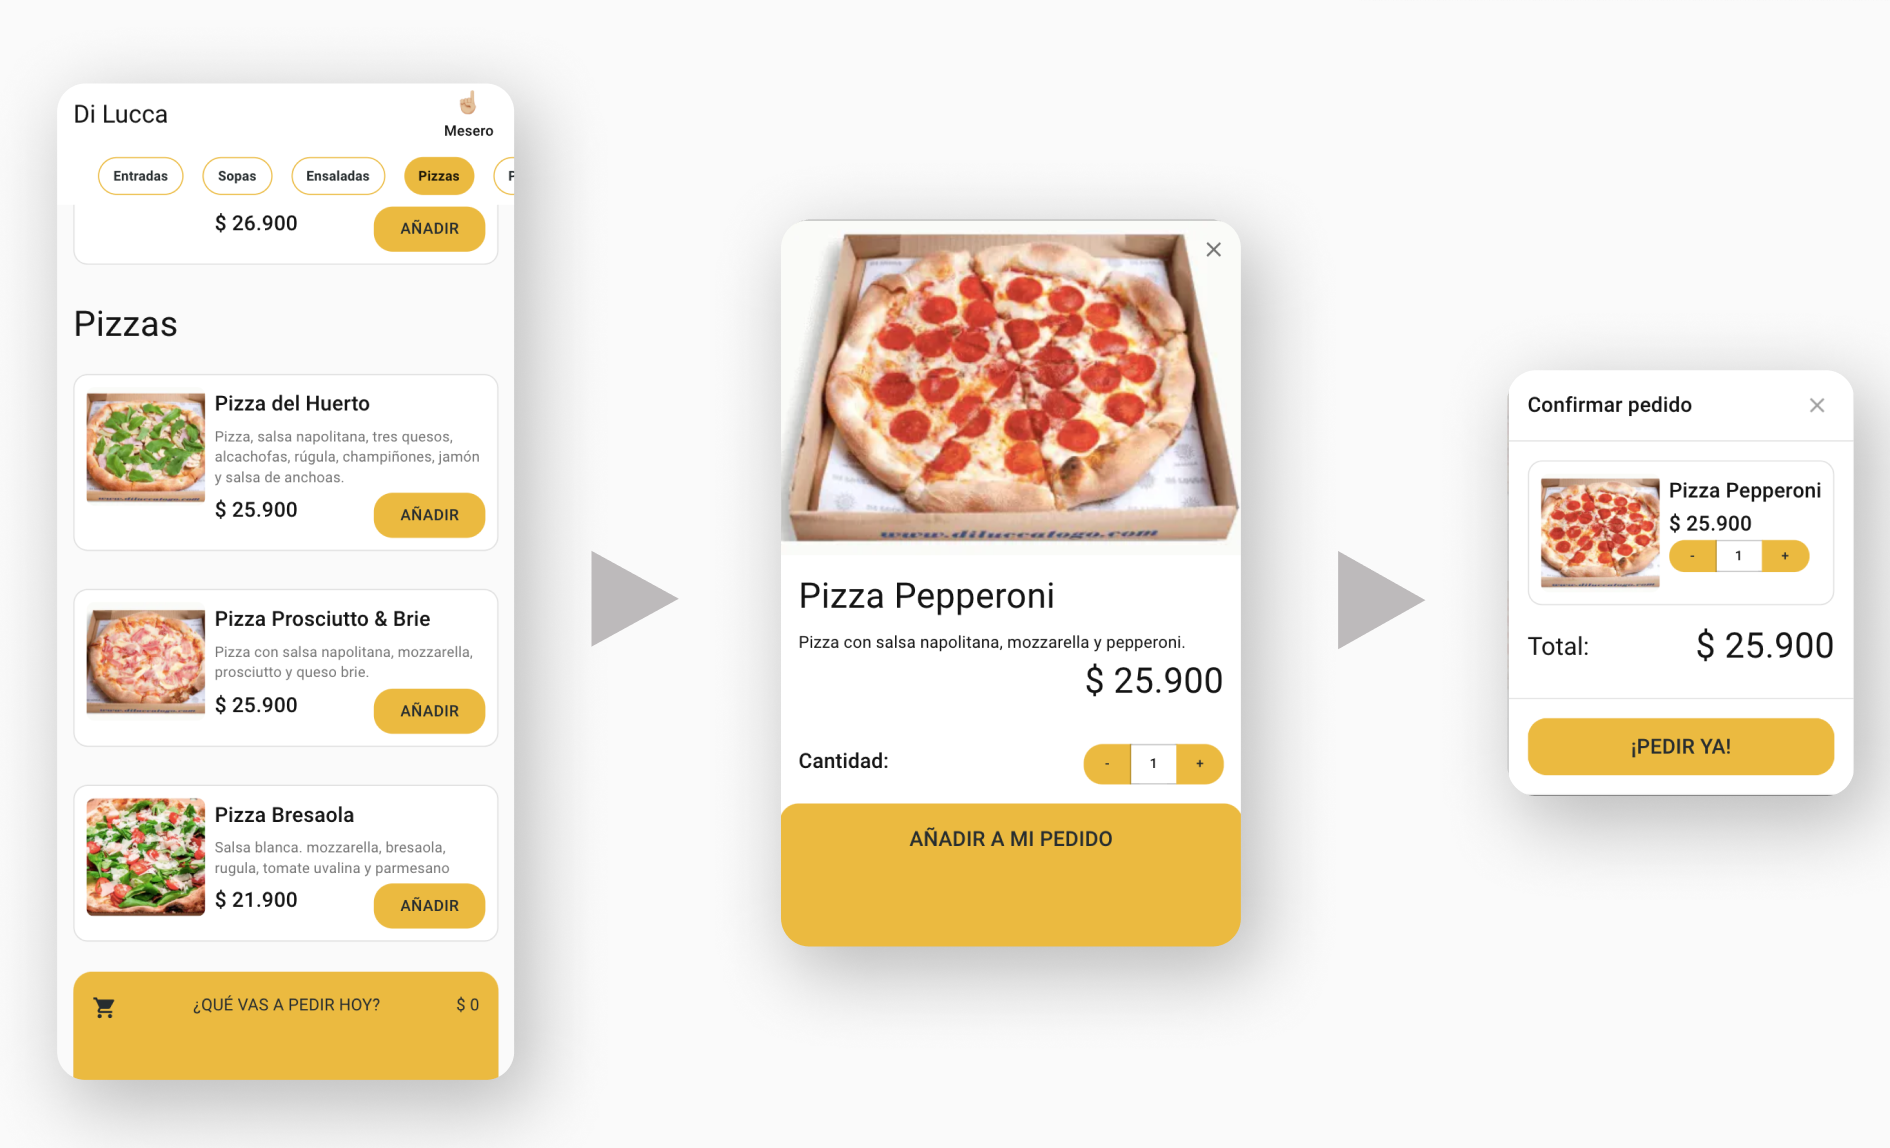 Di Lucca
Mesero
Entradas
Sopas
Ensaladas
Pizzas
$ 26.900
AÑADIR
Pizzas
Pizza del Huerto
Pizza, salsa napolitana, tres quesos,
alcachofas, rúgula, champiñones, jamón
y salsa de anchoas.
$ 25.900
AÑADIR
Pizza Prosciutto & Brie
Pizza con salsa napolitana, mozzarella,
prosciutto y queso brie.
$ 25.900
AÑADIR
Pizza Bresaola
Salsa blanca. mozzarella, bresaola,
rugula, tomate uvalina y parmesano
$ 21.900
AÑADIR
¿QUÉ VAS A PEDIR HOY?
$ 0
www.diluccatogo.com
Pizza Pepperoni
Pizza con salsa napolitana, mozzarella y pepperoni.
$ 25.900
Cantidad:
- 1 +
AÑADIR A MI PEDIDO
Confirmar pedido
Pizza Pepperoni
$ 25.900
- 1 +
Total:
$ 25.900
¡PEDIR YA!